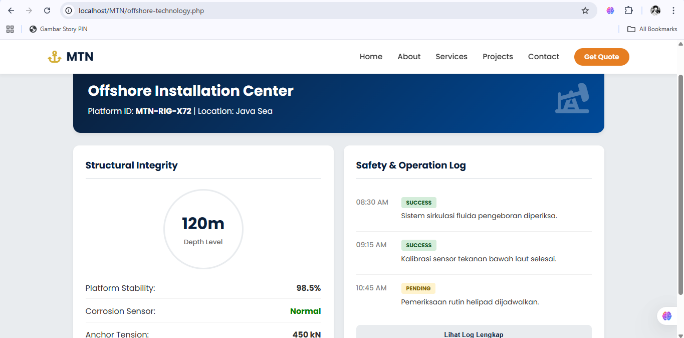 localhost/MTN/offshore-technology.php
Gambar Story PIN
All Bookmarks
MTN
Home
About
Services
Projects
Contact
Get Quote
Offshore Installation Center
Platform ID: MTN-RIG-X72 | Location: Java Sea
Structural Integrity
120m
Depth Level
Platform Stability: 98.5%
Corrosion Sensor: Normal
Anchor Tension: 450 kN
Safety & Operation Log
08:30 AM SUCCESS
Sistem sirkulasi fluida pengeboran diperiksa.
09:15 AM SUCCESS
Kalibrasi sensor tekanan bawah laut selesai.
10:45 AM PENDING
Pemeriksaan rutin helipad dijadwalkan.
Lihat Log Lengkap